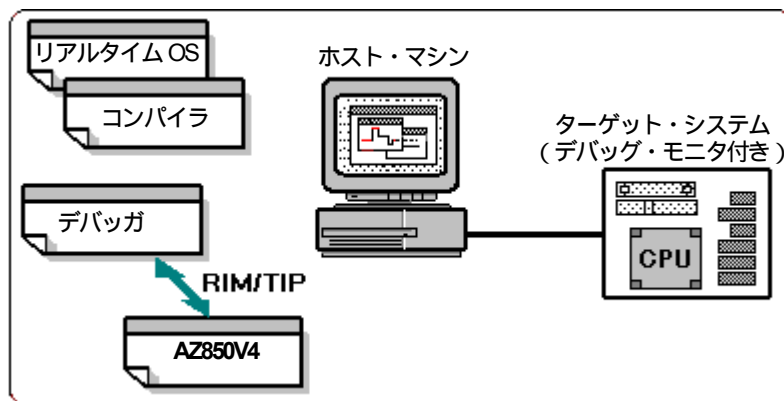 リアルタイム OS
コンパイラ
デバッガ
RIM/TIP
AZ850V4
ホスト・マシン
ターゲット・システム
(デバッグ・モニタ付き)
CPU